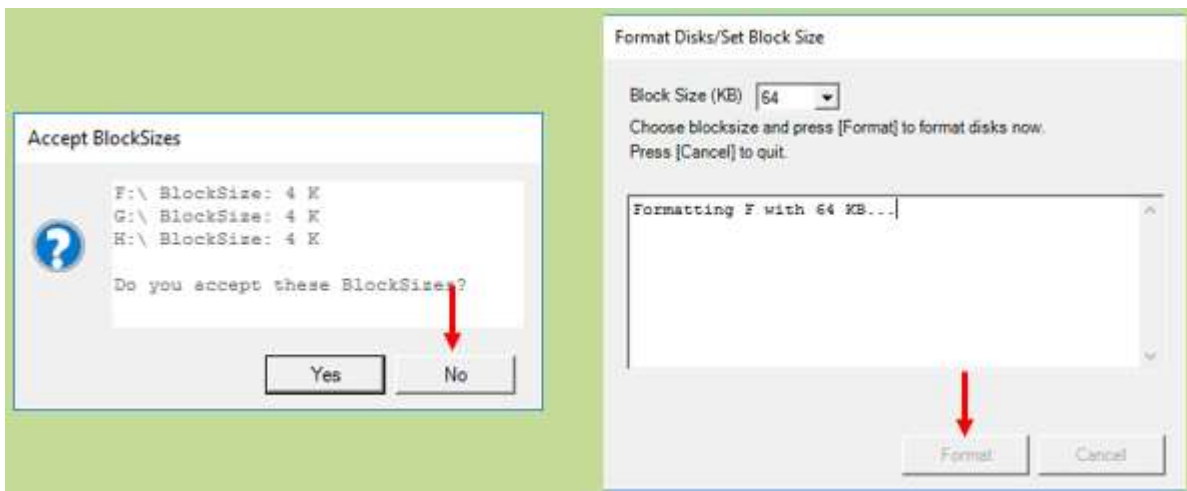 Accept BlockSizes
F:\ BlockSize: 4 K
G:\ BlockSize: 4 K
H:\ BlockSize: 4 K
Do you accept these BlockSizes?
Yes
No
Format Disks/Set Block Size
Block Size (KB) 64
Choose blocksize and press [Format] to format disks now.
Press [Cancel] to quit.
Formatting F with 64 KB...
Format
Cancel